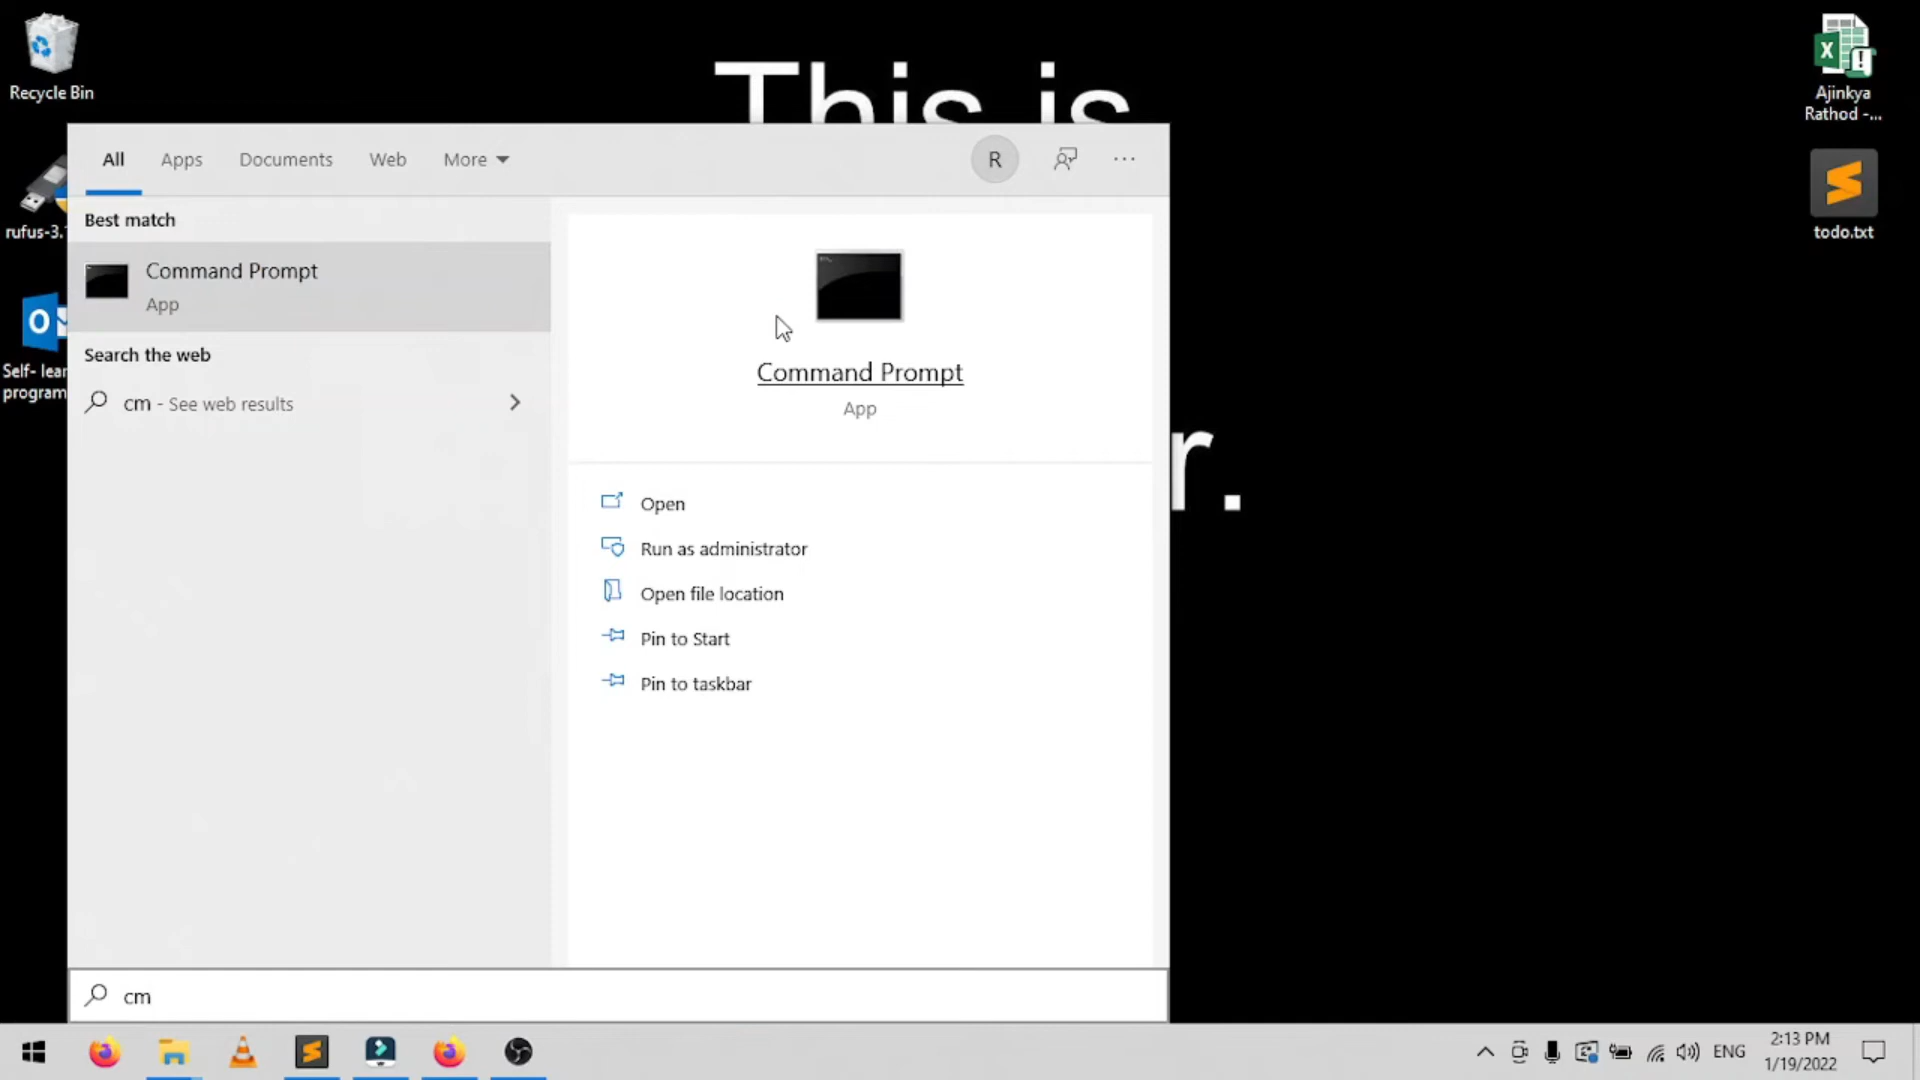 Recycle Bin
This is
Ajinkya
Rathod -...
All
Apps
Documents
Web
More
R
Best match
rufus-3.
todo.txt
Command Prompt
App
Self- lear
program
Search the web
cm - See web results
Command Prompt
App
r.
Open
Run as administrator
Open file location
Pin to Start
Pin to taskbar
cm
ENG
2:13 PM
1/19/2022